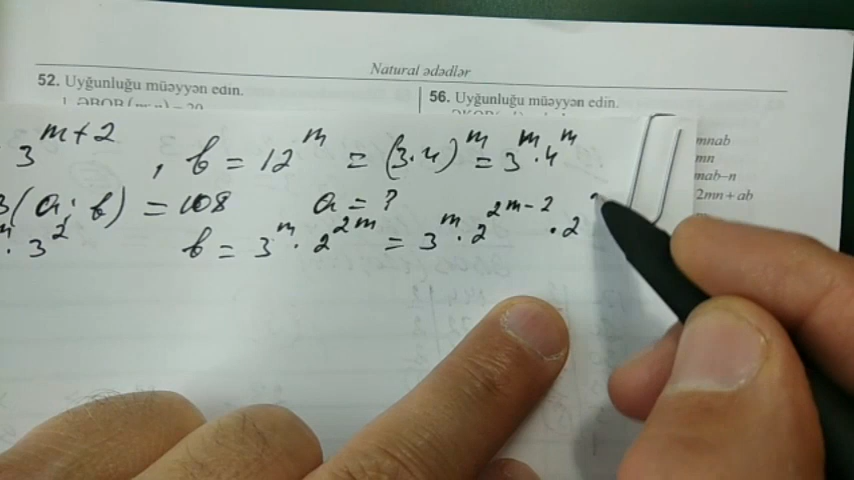 Natural ədədlər
52. Uyğunluğu müəyyən edin.
56. Uyğunluğu müəyyən edin.
mnab
mn
mab−n
2mn + ab
3^{m+2}, b = 12^m = (3·4)^m = 3^m · 4^m
(a; b) = 108 a = ?
· 3^2 b = 3^m · 2^{2m} = 3^m · 2^{2m−2} · 2